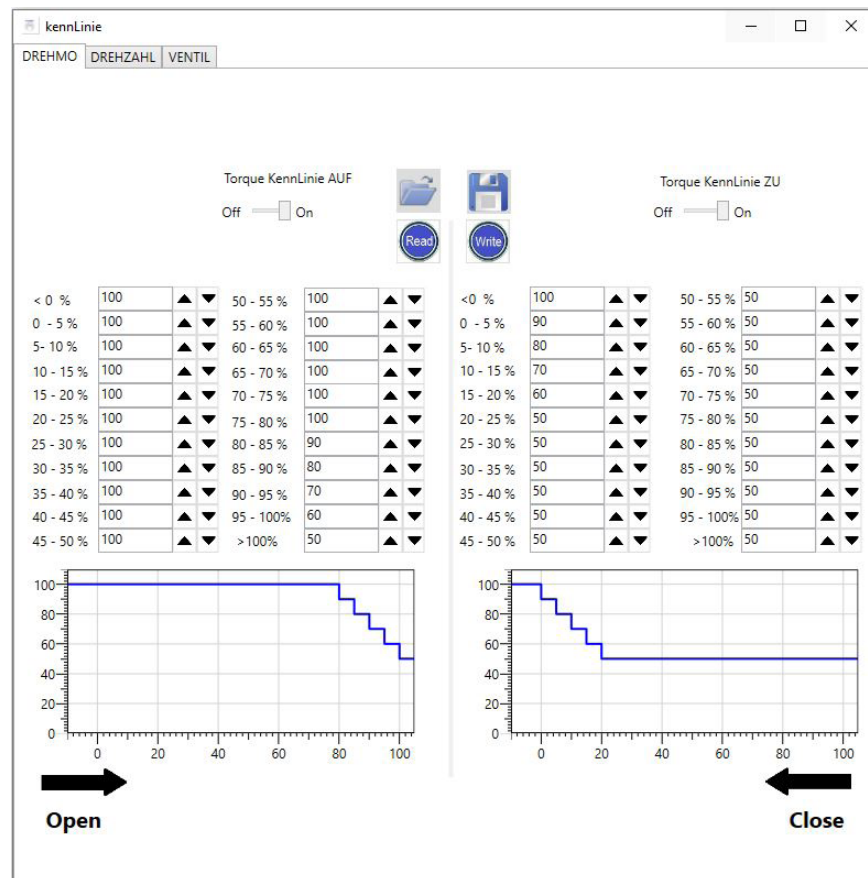 kennLinie
DREHMO DREHZAHL VENTIL
Torque KennLinie AUF
Off On
Torque KennLinie ZU
Off On
Read Write
< 0 % 100 50 - 55 % 100
0 - 5 % 100 55 - 60 % 100
5- 10 % 100 60 - 65 % 100
10 - 15 % 100 65 - 70 % 100
15 - 20 % 100 70 - 75 % 100
20 - 25 % 100 75 - 80 % 100
25 - 30 % 100 80 - 85 % 90
30 - 35 % 100 85 - 90 % 80
35 - 40 % 100 90 - 95 % 70
40 - 45 % 100 95 - 100% 60
45 - 50 % 100 >100% 50
<0 % 100 50 - 55 % 50
0 - 5 % 90 55 - 60 % 50
5- 10 % 80 60 - 65 % 50
10 - 15 % 70 65 - 70 % 50
15 - 20 % 60 70 - 75 % 50
20 - 25 % 50 75 - 80 % 50
25 - 30 % 50 80 - 85 % 50
30 - 35 % 50 85 - 90 % 50
35 - 40 % 50 90 - 95 % 50
40 - 45 % 50 95 - 100% 50
45 - 50 % 50 >100% 50
100
80
60
40
20
0
0 20 40 60 80 100
Open
100
80
60
40
20
0
0 20 40 60 80 100
Close